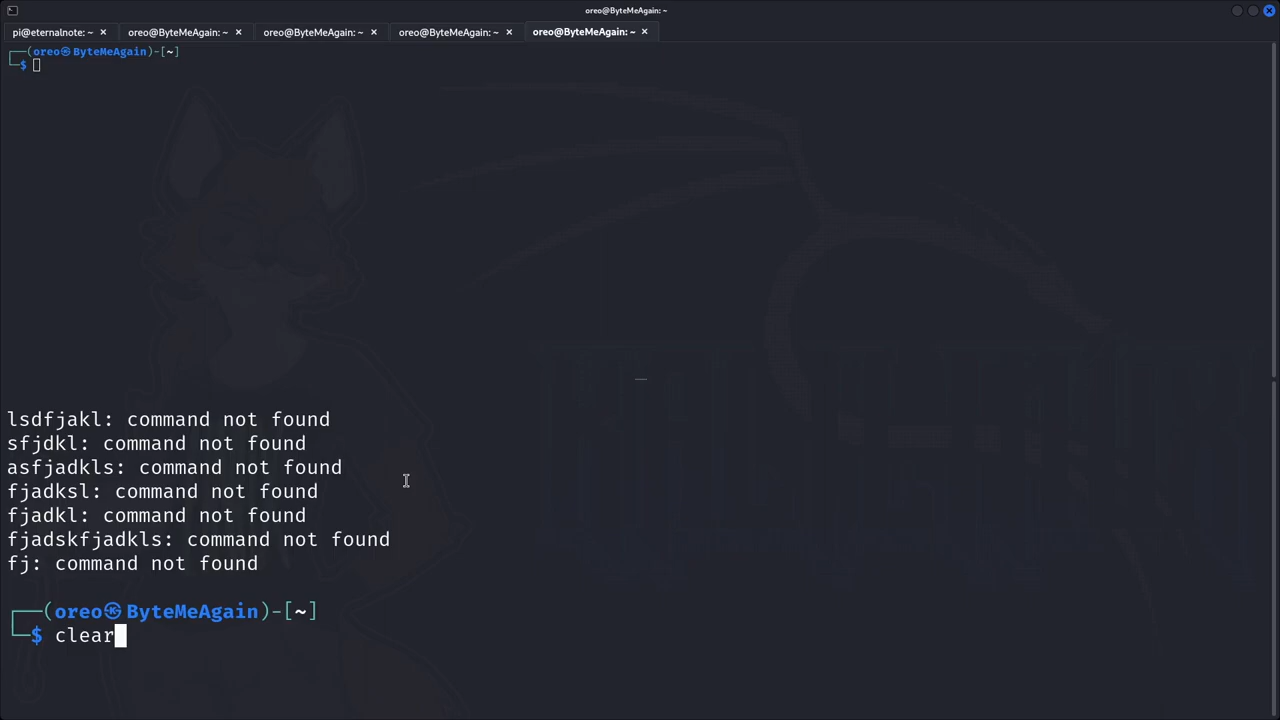 oreo@ByteMeAgain: ~
pi@eternalnote: ~ × oreo@ByteMeAgain: ~ × oreo@ByteMeAgain: ~ × oreo@ByteMeAgain: ~ × oreo@ByteMeAgain: ~ ×
┌──(oreo㉿ByteMeAgain)-[~]
└─$
lsdfjakl: command not found
sfjdkl: command not found
asfjadkls: command not found
fjadksl: command not found
fjadkl: command not found
fjadskfjadkls: command not found
fj: command not found
┌──(oreo㉿ByteMeAgain)-[~]
└─$ clear